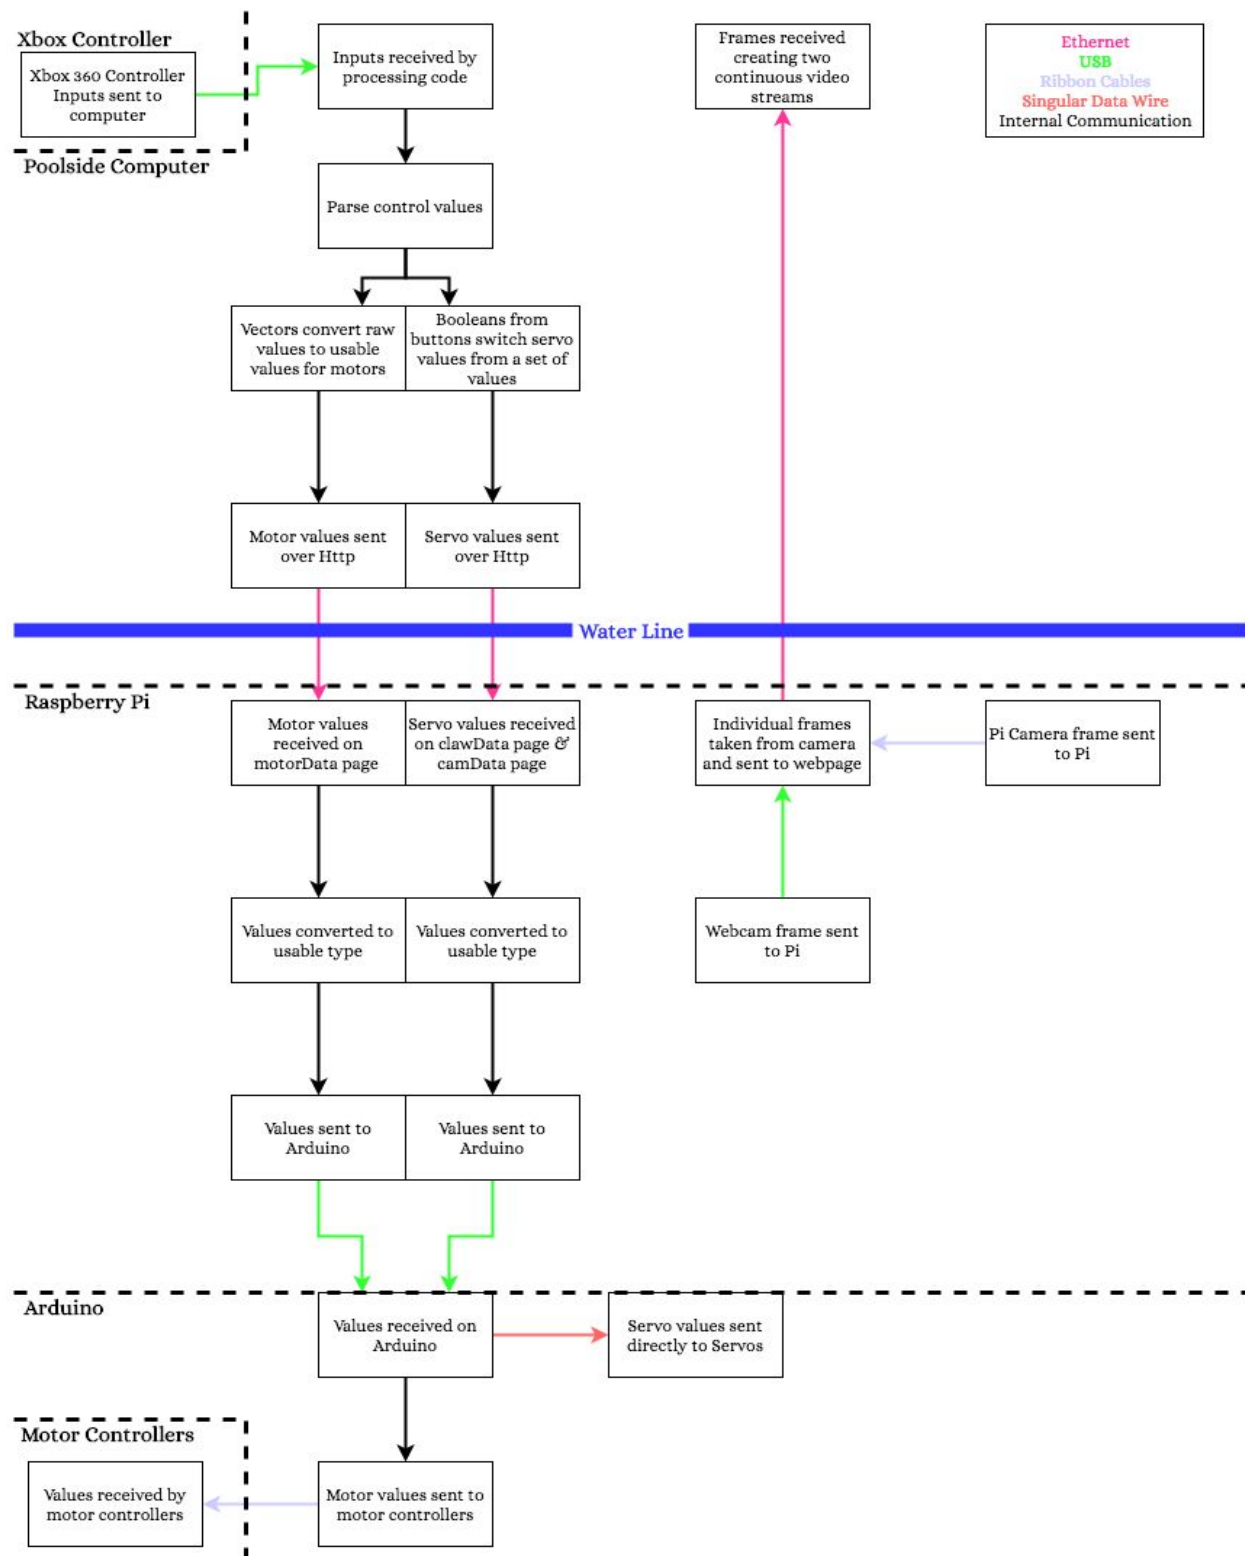 Xbox Controller
Xbox 360 Controller
Inputs sent to
computer
Poolside Computer
Inputs received by
processing code
Frames received
creating two
continuous video
streams
Ethernet
USB
Ribbon Cables
Singular Data Wire
Internal Communication
Parse control values
Vectors convert raw
values to usable
values for motors
Booleans from
buttons switch servo
values from a set of
values
Motor values sent
over Http
Servo values sent
over Http
Water Line
Raspberry Pi
Motor values
received on
motorData page
Servo values received
on clawData page &
camData page
Individual frames
taken from camera
and sent to webpage
Pi Camera frame sent
to Pi
Values converted to
usable type
Values converted to
usable type
Webcam frame sent
to Pi
Values sent to
Arduino
Values sent to
Arduino
Arduino
Values received on
Arduino
Servo values sent
directly to Servos
Motor Controllers
Values received by
motor controllers
Motor values sent to
motor controllers